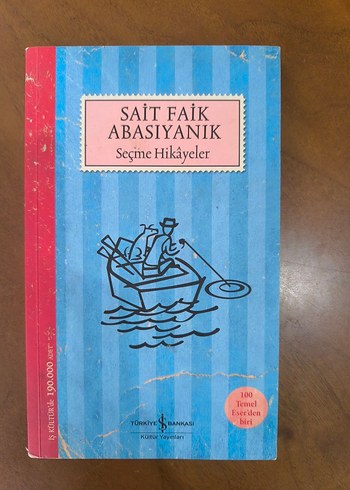 SAİT FAİK
ABASIYANIK
Seçme Hikâyeler
100
Temel
Eser'den
biri
TÜRKİYE İŞ BANKASI
Kültür Yayınları
İŞ KÜLTÜR'de 190.000 ADET